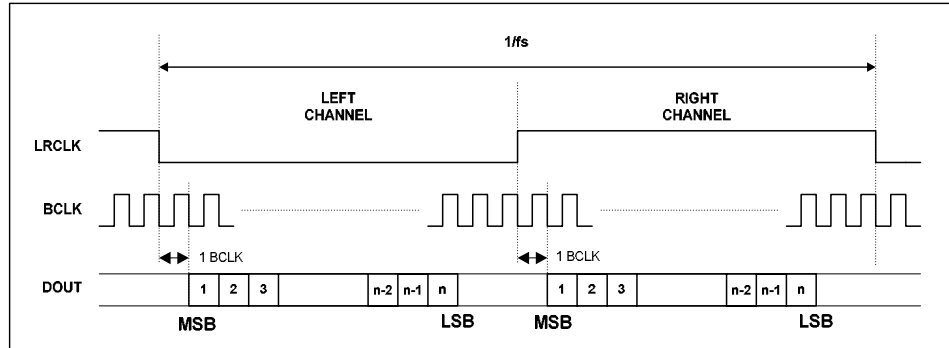 1/fs
LEFT
CHANNEL
RIGHT
CHANNEL
LRCLK
BCLK
1 BCLK
1 BCLK
DOUT
1 2 3 n-2 n-1 n 1 2 3 n-2 n-1 n
MSB LSB MSB LSB